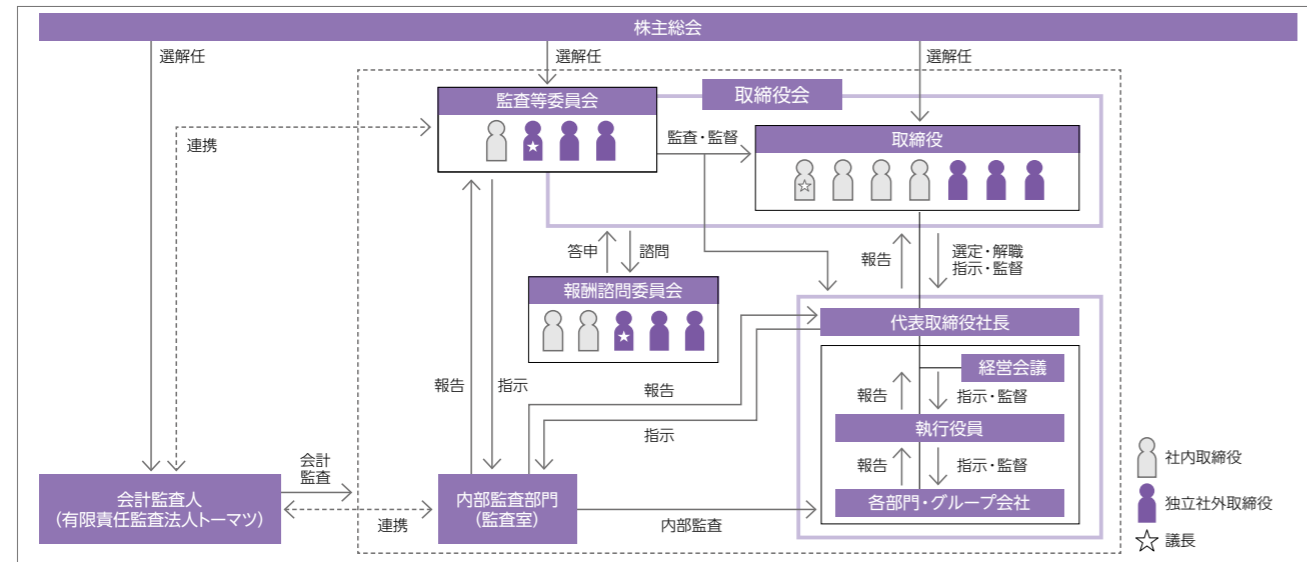 株主総会
選解任
選解任
選解任
監査等委員会
取締役会
連携
監査・監督
取締役
答申
諮問
報告
選定・解職
指示・監督
報酬諮問委員会
代表取締役社長
経営会議
報告
指示
報告
報告
指示・監督
指示
執行役員
会計
監査
報告
指示・監督
社内取締役
会計監査人
(有限責任監査法人トーマツ)
連携
内部監査部門
(監査室)
内部監査
各部門・グループ会社
独立社外取締役
議長